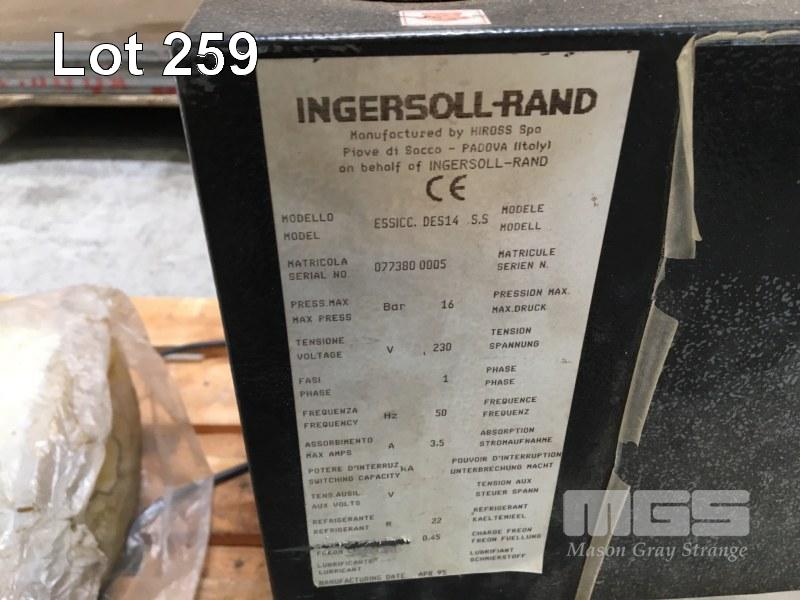 Lot 259
INGERSOLL-RAND
Manufactured by HIROSS Spa
Piove di Sacco - PADOVA (Italy)
on behalf of INGERSOLL-RAND
CE
MODELLO
MODEL
ESSICC. DES14 S.S
MODELE
MODELL
MATRICOLA
SERIAL NO.
077380 0005
MATRICULE
SERIEN N.
PRESS.MAX
MAX PRESS
Bar 16
PRESSION MAX.
MAX.DRUCK
TENSIONE
VOLTAGE
V 230
TENSION
SPANNUNG
FASI
PHASE
1
PHASE
PHASE
FREQUENZA
FREQUENCY
Hz 50
FREQUENCE
FREQUENZ
ASSORBIMENTO
MAX AMPS
A 3.5
ABSORPTION
STROMAUFNAHME
POTERE D'INTERRUZ
SWITCHING CAPACITY
KA
POUVOIR D'INTERRUPTION
UNTERBRECHUNG MACHT
TENS.AUSIL.
AUX VOLTS
V
TENSION AUX
STEUER SPANN
REFRIGERANTE
REFRIGERANT
R 22
REFRIGERANT
KAELTEMIEEL
FREON
0.45
CHARGE FREON
FREON FUELLUNG
LUBRIFICANTE
LUBRICANT
LUBRIFIANT
SCHMIERSTOFF
MANUFACTURING DATE APR 95
MGS
Mason Gray Strange